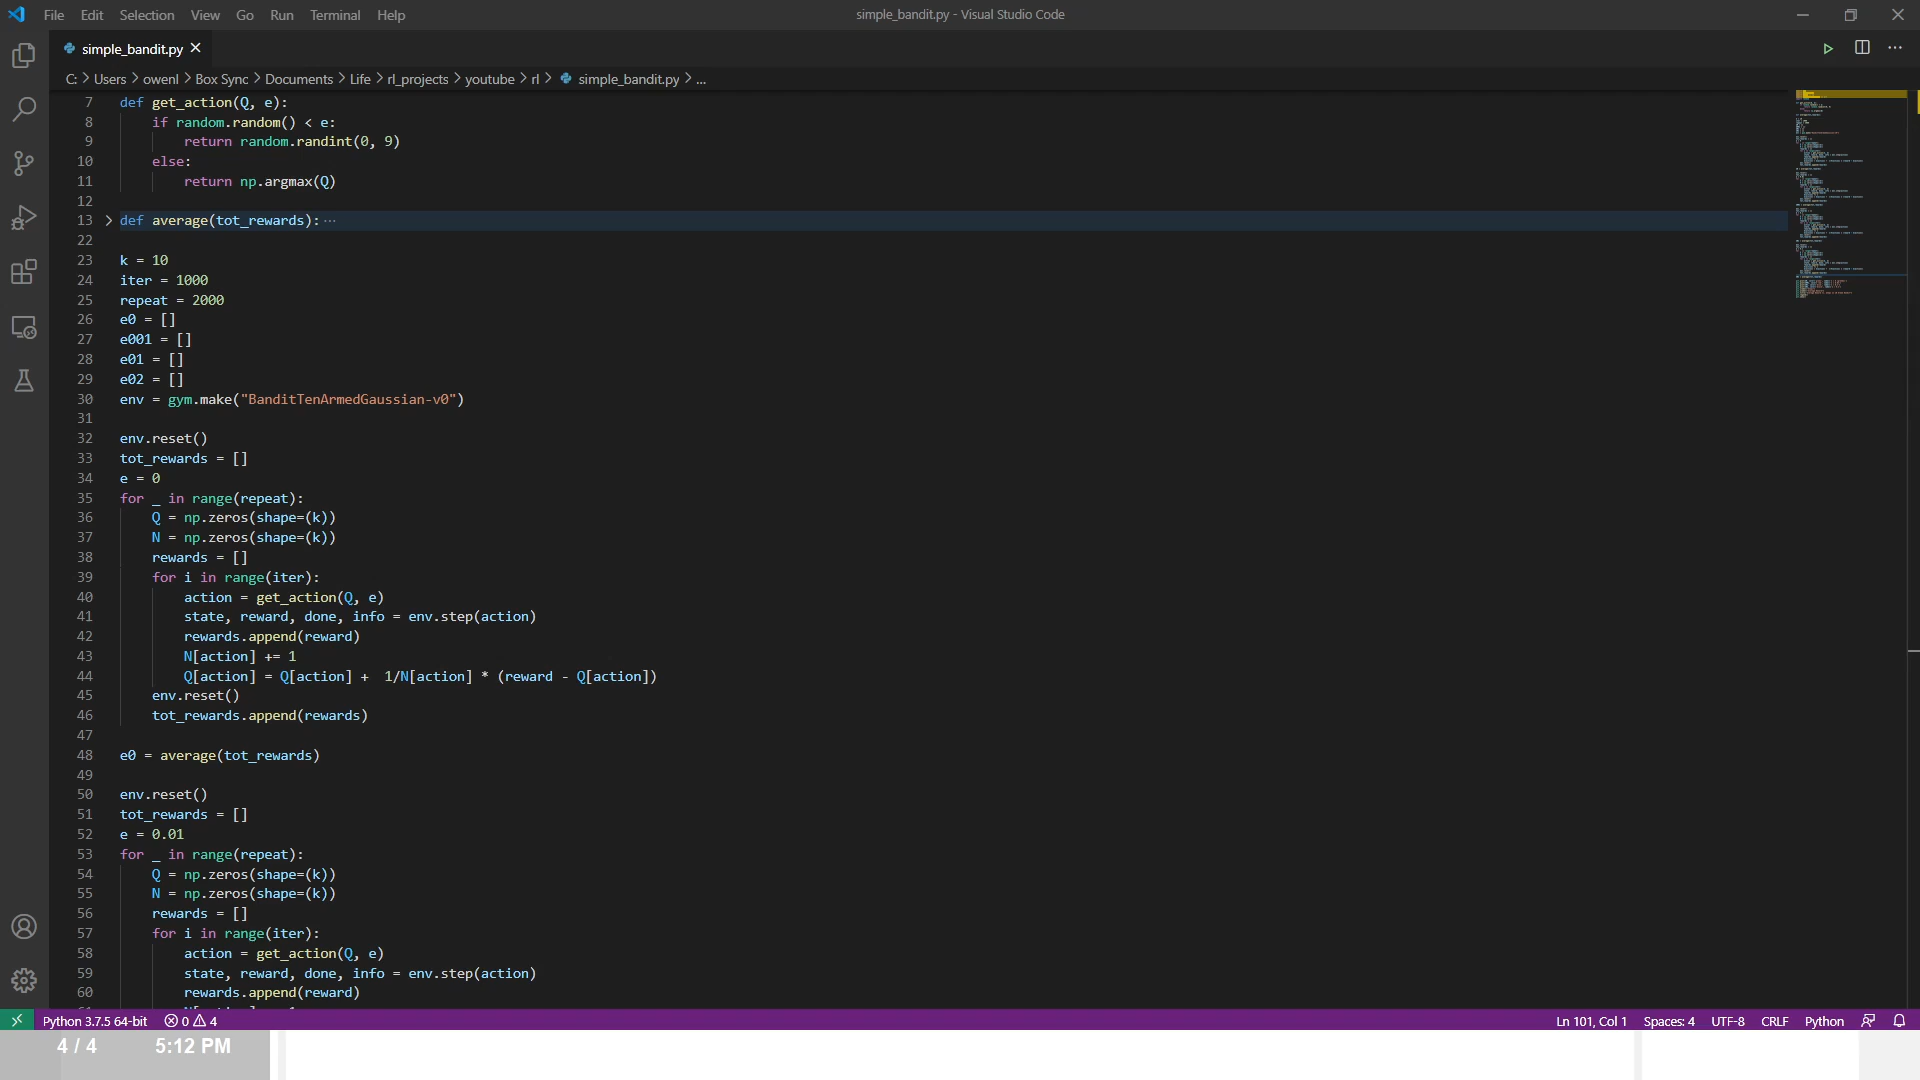 File Edit Selection View Go Run Terminal Help
simple_bandit.py - Visual Studio Code
simple_bandit.py
C: > Users > owenl > Box Sync > Documents > Life > rl_projects > youtube > rl > simple_bandit.py > ...
7 def get_action(Q, e):
8 if random.random() < e:
9 return random.randint(0, 9)
10 else:
11 return np.argmax(Q)
12
13 > def average(tot_rewards): ···
22
23 k = 10
24 iter = 1000
25 repeat = 2000
26 e0 = []
27 e001 = []
28 e01 = []
29 e02 = []
30 env = gym.make("BanditTenArmedGaussian-v0")
31
32 env.reset()
33 tot_rewards = []
34 e = 0
35 for _ in range(repeat):
36 Q = np.zeros(shape=(k))
37 N = np.zeros(shape=(k))
38 rewards = []
39 for i in range(iter):
40 action = get_action(Q, e)
41 state, reward, done, info = env.step(action)
42 rewards.append(reward)
43 N[action] += 1
44 Q[action] = Q[action] +  1/N[action] * (reward - Q[action])
45 env.reset()
46 tot_rewards.append(rewards)
47
48 e0 = average(tot_rewards)
49
50 env.reset()
51 tot_rewards = []
52 e = 0.01
53 for _ in range(repeat):
54 Q = np.zeros(shape=(k))
55 N = np.zeros(shape=(k))
56 rewards = []
57 for i in range(iter):
58 action = get_action(Q, e)
59 state, reward, done, info = env.step(action)
60 rewards.append(reward)
Python 3.7.5 64-bit 0 4 Ln 101, Col 1 Spaces: 4 UTF-8 CRLF Python
4 / 4 5:12 PM